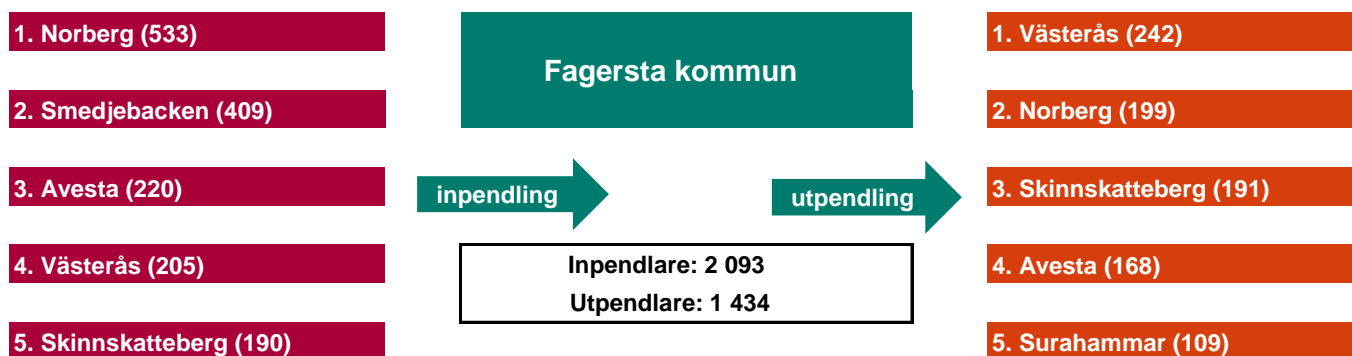 1. Norberg (533)
2. Smedjebacken (409)
3. Avesta (220)
4. Västerås (205)
5. Skinnskatteberg (190)
Fagersta kommun
inpendling
utpendling
Inpendlare: 2 093
Utpendlare: 1 434
1. Västerås (242)
2. Norberg (199)
3. Skinnskatteberg (191)
4. Avesta (168)
5. Surahammar (109)